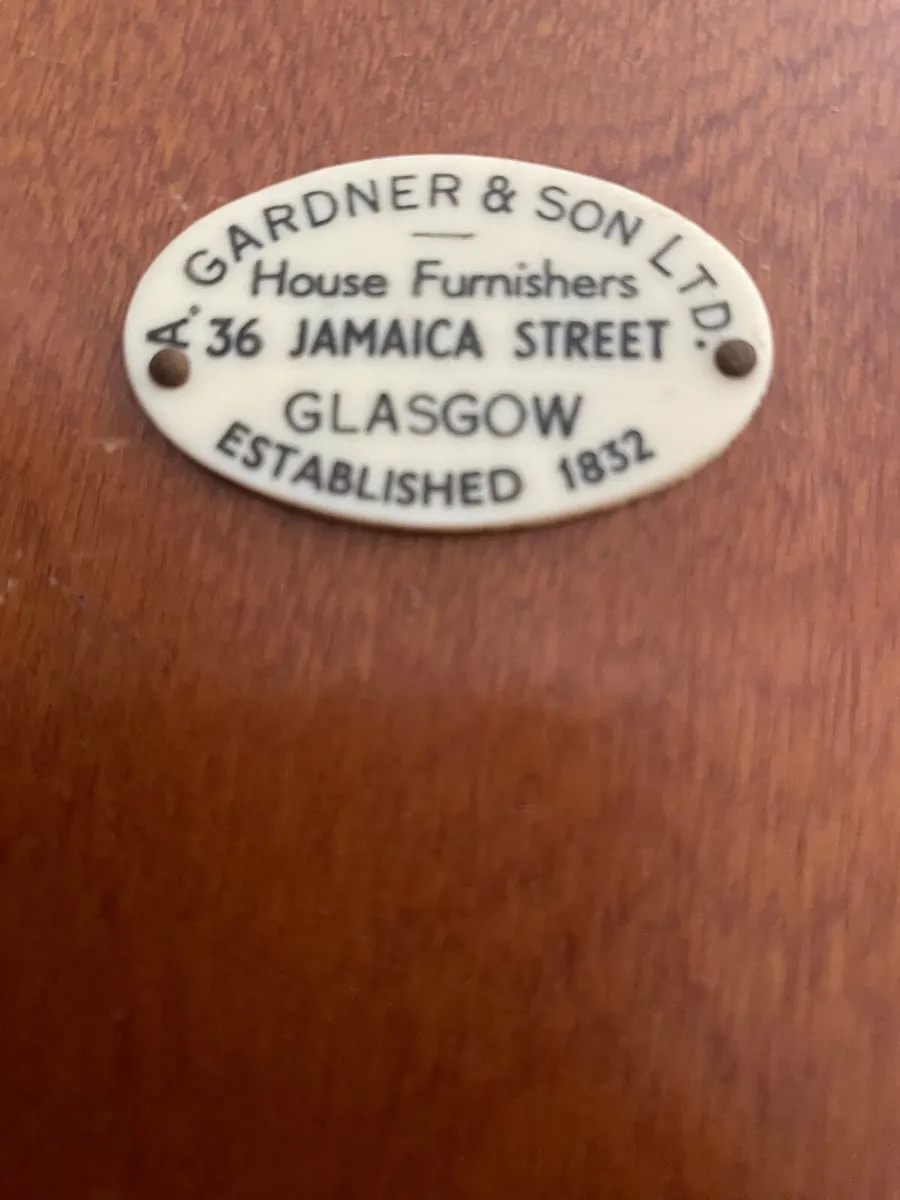 A. GARDNER & SON LTD.
House Furnishers
36 JAMAICA STREET
GLASGOW
ESTABLISHED 1832